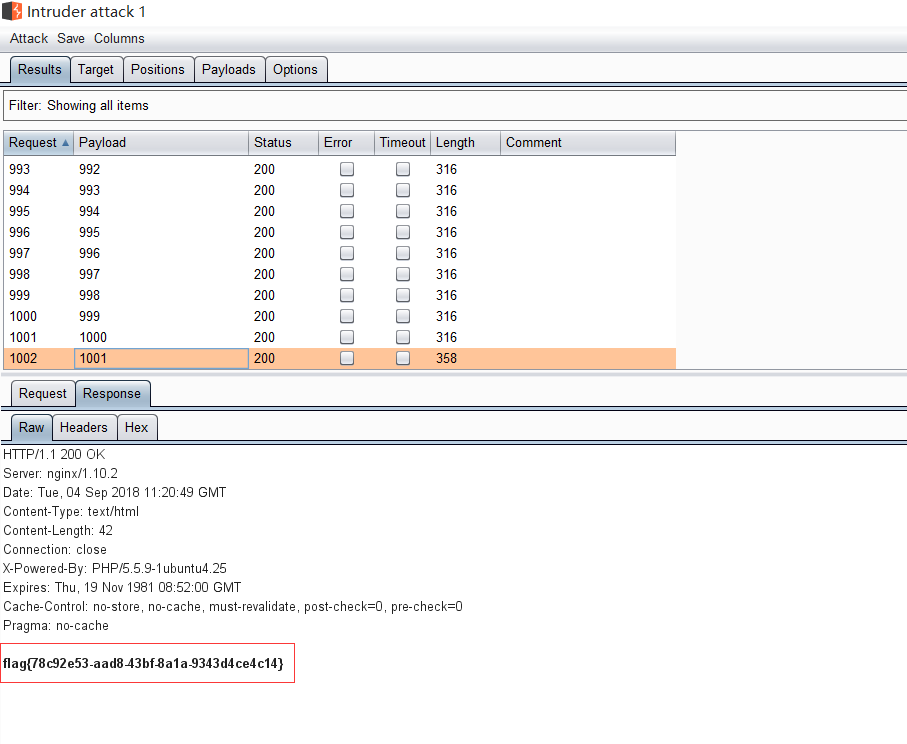 Intruder attack 1
Attack Save Columns
Results Target Positions Payloads Options
Filter: Showing all items
Request Payload Status Error Timeout Length Comment
993 992 200 316
994 993 200 316
995 994 200 316
996 995 200 316
997 996 200 316
998 997 200 316
999 998 200 316
1000 999 200 316
1001 1000 200 316
1002 1001 200 358
Request Response
Raw Headers Hex
HTTP/1.1 200 OK
Server: nginx/1.10.2
Date: Tue, 04 Sep 2018 11:20:49 GMT
Content-Type: text/html
Content-Length: 42
Connection: close
X-Powered-By: PHP/5.5.9-1ubuntu4.25
Expires: Thu, 19 Nov 1981 08:52:00 GMT
Cache-Control: no-store, no-cache, must-revalidate, post-check=0, pre-check=0
Pragma: no-cache
flag{78c92e53-aad8-43bf-8a1a-9343d4ce4c14}